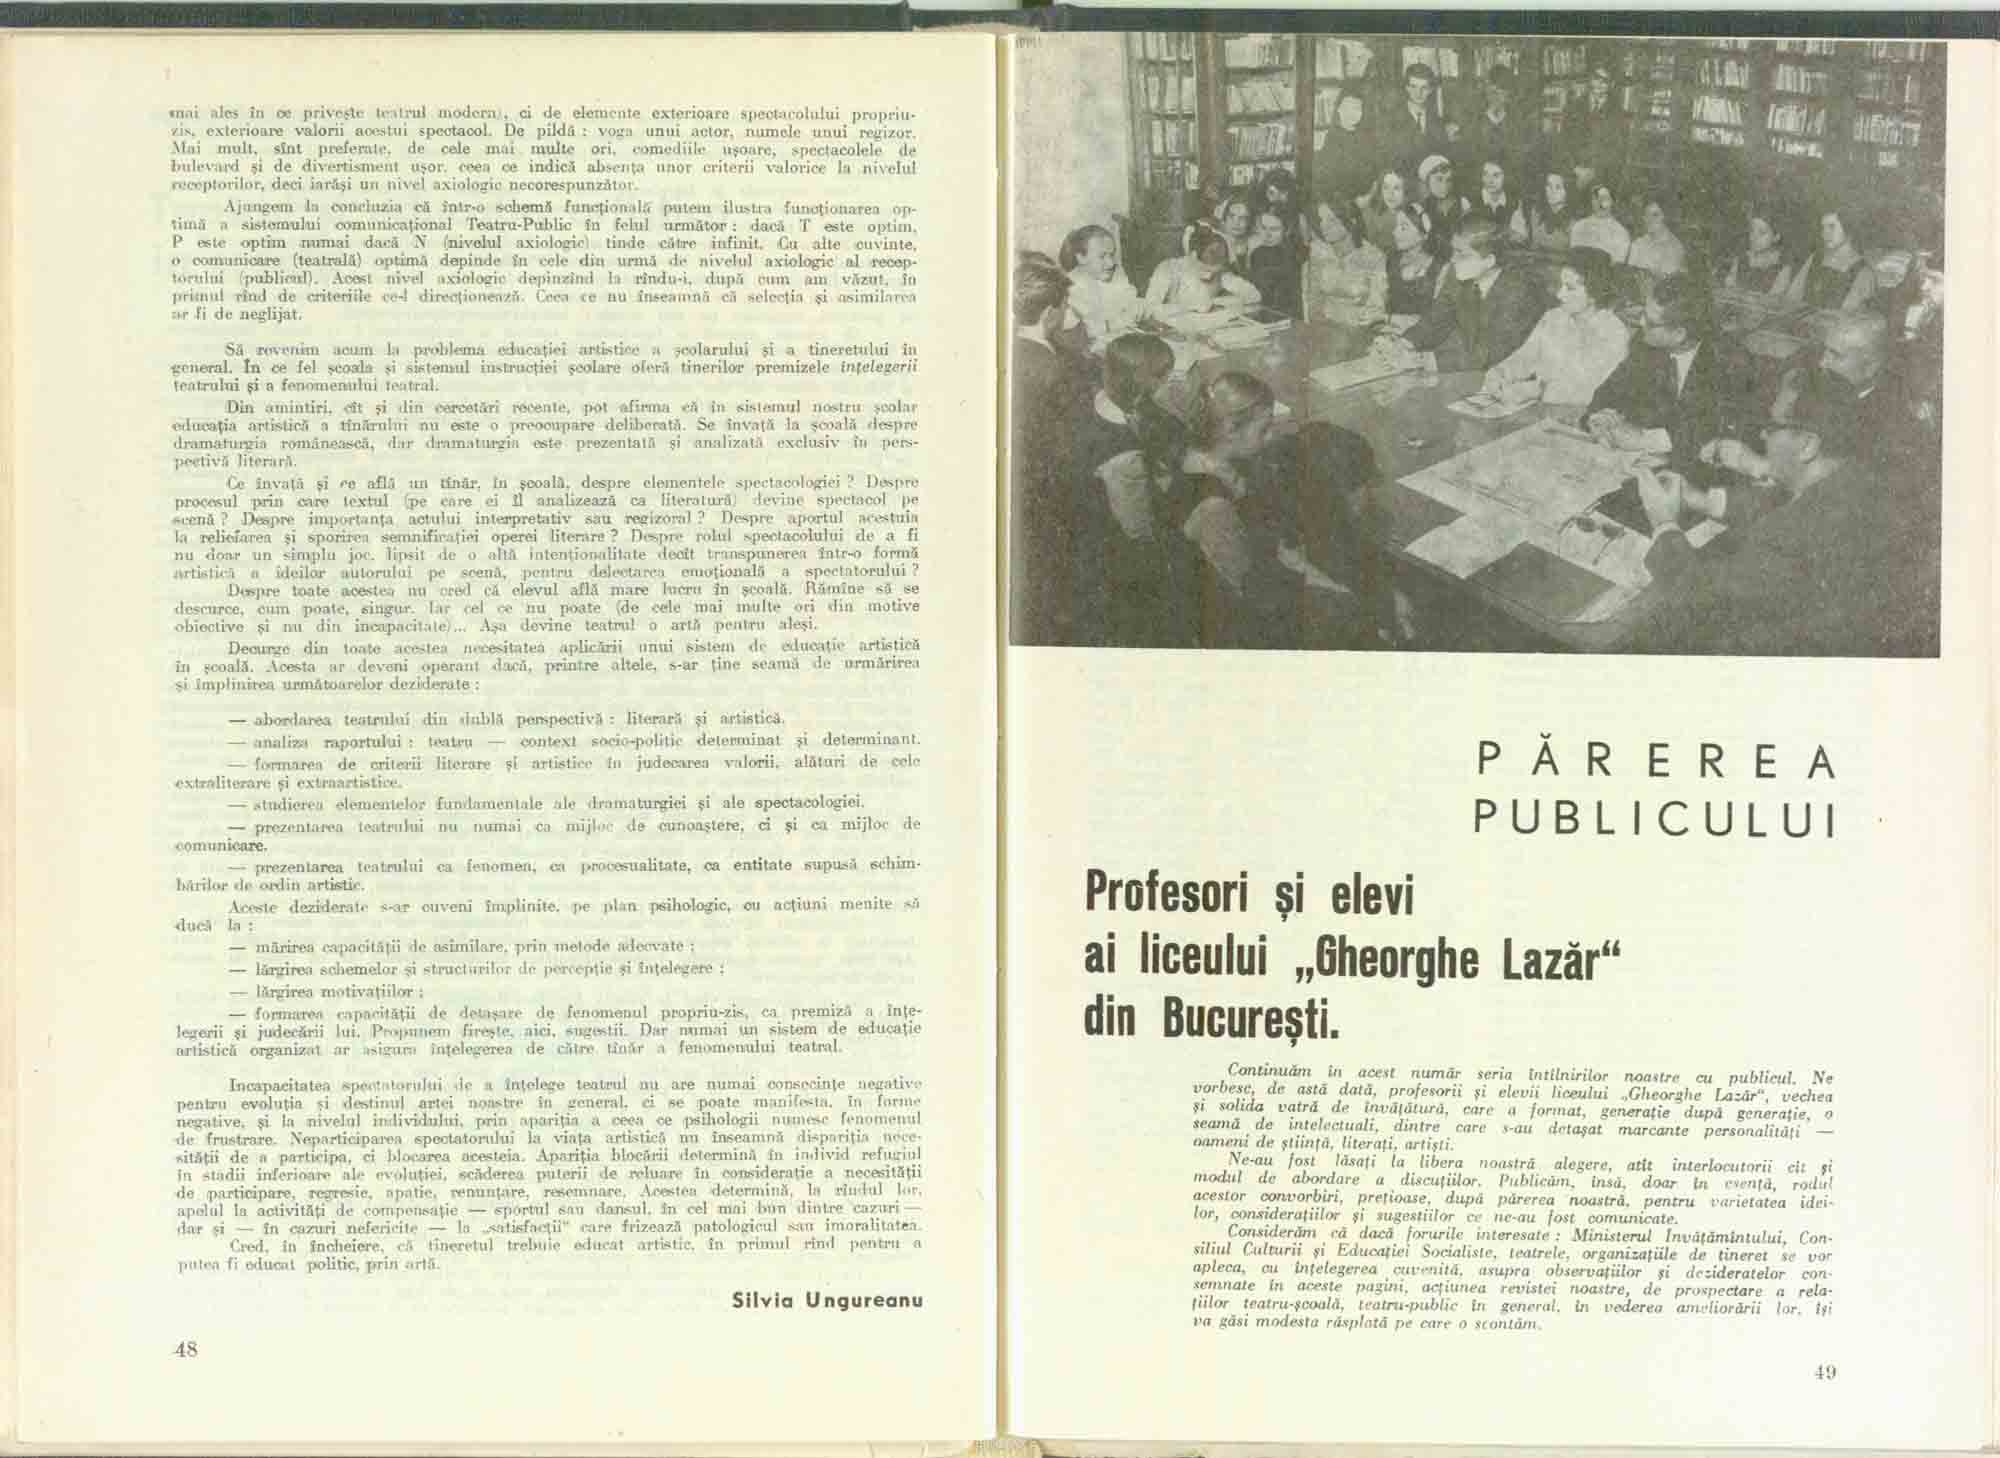 mai ales în ce privește teatrul modern), ci de elemente exterioare spectacolului propriu-
zis, exterioare valorii acestui spectacol. De pildă : voga unui actor, numele unui regizor.
Mai mult, sînt preferate, de cele mai multe ori, comediile ușoare, spectacolele de
bulevard și de divertisment ușor, ceea ce indică absența unor criterii valorice la nivelul
receptorilor, deci iarăși un nivel axiologic necorespunzător.
Ajungem la concluzia că într-o schemă funcțională putem ilustra funcționarea op-
timă a sistemului comunicațional Teatru-Public în felul următor : dacă T este optim,
P este optim numai dacă N (nivelul axiologic) tinde către infinit. Cu alte cuvinte,
o comunicare (teatrală) optimă depinde în cele din urmă de nivelul axiologic al recep-
torului (publicul). Acest nivel axiologic depinzînd la rîndu-i, după cum am văzut, în
primul rînd de criteriile ce-l direcționează. Ceea ce nu înseamnă că selecția și asimilarea
ar fi de neglijat.
Să revenim acum la problema educației artistice a școlarului și a tineretului în
general. În ce fel școala și sistemul instrucției școlare oferă tinerilor premizele înțelegerii
teatrului și a fenomenului teatral.
Din amintiri, cît și din cercetări recente, pot afirma că în sistemul nostru școlar
educația artistică a tînărului nu este o preocupare deliberată. Se învață la școală despre
dramaturgia românească, dar dramaturgia este prezentată și analizată exclusiv în pers-
pectivă literară.
Ce învață și ce află un tînăr, în școală, despre elementele spectacologiei ? Despre
procesul prin care textul (pe care ei îl analizează ca literatură) devine spectacol pe
scenă ? Despre importanța actului interpretativ sau regizoral ? Despre aportul acestuia
la reliefarea și sporirea semnificației operei literare ? Despre rolul spectacolului de a fi
nu doar un simplu joc, lipsit de o altă intenționalitate decît transpunerea într-o formă
artistică a ideilor autorului pe scenă, pentru delectarea emoțională a spectatorului ?
Despre toate acestea nu cred că elevul află mare lucru în școală. Rămîne să se
descurce, cum poate, singur. Iar cel ce nu poate (de cele mai multe ori din motive
obiective și nu din incapacitate)... Așa devine teatrul o artă pentru aleși.
Decurge din toate acestea necesitatea aplicării unui sistem de educație artistică
în școală. Acesta ar deveni operant dacă, printre altele, s-ar ține seamă de urmărirea
și împlinirea următoarelor deziderate :
— abordarea teatrului din dublă perspectivă : literară și artistică.
— analiza raportului : teatru — context socio-politic determinat și determinant.
— formarea de criterii literare și artistice în judecarea valorii, alături de cele
extraliterare și extraartistice.
— studierea elementelor fundamentale ale dramaturgiei și ale spectacologiei.
— prezentarea teatrului nu numai ca mijloc de cunoaștere, ci și ca mijloc de
comunicare.
— prezentarea teatrului ca fenomen, ca procesualitate, ca entitate supusă schim-
bărilor de ordin artistic.
Aceste deziderate s-ar cuveni împlinite, pe plan psihologic, cu acțiuni menite să
ducă la :
— mărirea capacității de asimilare, prin metode adecvate ;
— lărgirea schemelor și structurilor de percepție și înțelegere ;
— lărgirea motivațiilor ;
— formarea capacității de detașare de fenomenul propriu-zis, ca premiză a înțe-
legerii și judecării lui. Propunem firește, aici, sugestii. Dar numai un sistem de educație
artistică organizat ar asigura înțelegerea de către tînăr a fenomenului teatral.
Incapacitatea spectatorului de a înțelege teatrul nu are numai consecințe negative
pentru evoluția și destinul artei noastre în general, ci se poate manifesta, în forme
negative, și la nivelul individului, prin apariția a ceea ce psihologii numesc fenomenul
de frustrare. Neparticiparea spectatorului la viața artistică nu înseamnă dispariția nece-
sității de a participa, ci blocarea acesteia. Apariția blocării determină în individ refugiul
în stadii inferioare ale evoluției, scăderea puterii de reluare în considerație a necesității
de participare, regresie, apatie, renunțare, resemnare. Acestea determină, la rîndul lor,
apelul la activități de compensație — sportul sau dansul, în cel mai bun dintre cazuri —
dar și — în cazuri nefericite — la „satisfacții“ care frizează patologicul sau imoralitatea.
Cred, în încheiere, că tineretul trebuie educat artistic, în primul rînd pentru a
putea fi educat politic, prin artă.
Silvia Ungureanu
48
PĂREREA
PUBLICULUI
Profesori și elevi
ai liceului „Gheorghe Lazăr“
din București.
Continuăm în acest număr seria întîlnirilor noastre cu publicul. Ne
vorbesc, de astă dată, profesorii și elevii liceului „Gheorghe Lazăr“, vechea
și solida vatră de învățătură, care a format, generație după generație, o
seamă de intelectuali, dintre care s-au detașat marcante personalități —
oameni de știință, literați, artiști.
Ne-au fost lăsați la libera noastră alegere, atît interlocutorii cît și
modul de abordare a discuțiilor. Publicăm, însă, doar în esență, rodul
acestor convorbiri, prețioase, după părerea noastră, pentru varietatea idei-
lor, considerațiilor și sugestiilor ce ne-au fost comunicate.
Considerăm că dacă forurile interesate : Ministerul Invățămîntului, Con-
siliul Culturii și Educației Socialiste, teatrele, organizațiile de tineret se vor
apleca, cu înțelegerea cuvenită, asupra observațiilor și dezideratelor con-
semnate în aceste pagini, acțiunea revistei noastre, de prospectare a rela-
țiilor teatru-școală, teatru-public în general, în vederea ameliorării lor, își
va găsi modesta răsplată pe care o scontăm.
49